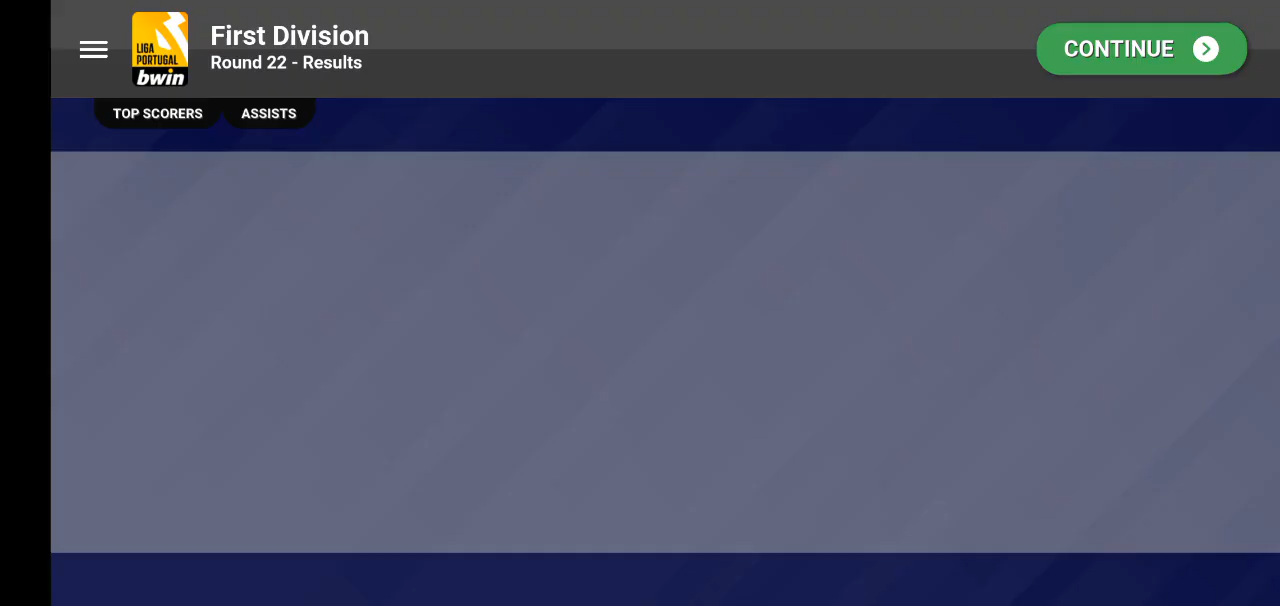 First Division
Round 22 - Results
CONTINUE
LIGA
PORTUGAL
bwin
TOP SCORERS
ASSISTS